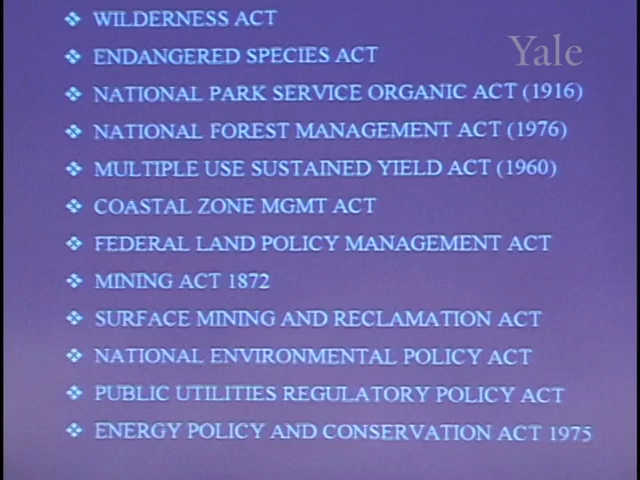 Yale
❖ WILDERNESS ACT
❖ ENDANGERED SPECIES ACT
❖ NATIONAL PARK SERVICE ORGANIC ACT (1916)
❖ NATIONAL FOREST MANAGEMENT ACT (1976)
❖ MULTIPLE USE SUSTAINED YIELD ACT (1960)
❖ COASTAL ZONE MGMT ACT
❖ FEDERAL LAND POLICY MANAGEMENT ACT
❖ MINING ACT 1872
❖ SURFACE MINING AND RECLAMATION ACT
❖ NATIONAL ENVIRONMENTAL POLICY ACT
❖ PUBLIC UTILITIES REGULATORY POLICY ACT
❖ ENERGY POLICY AND CONSERVATION ACT 1975